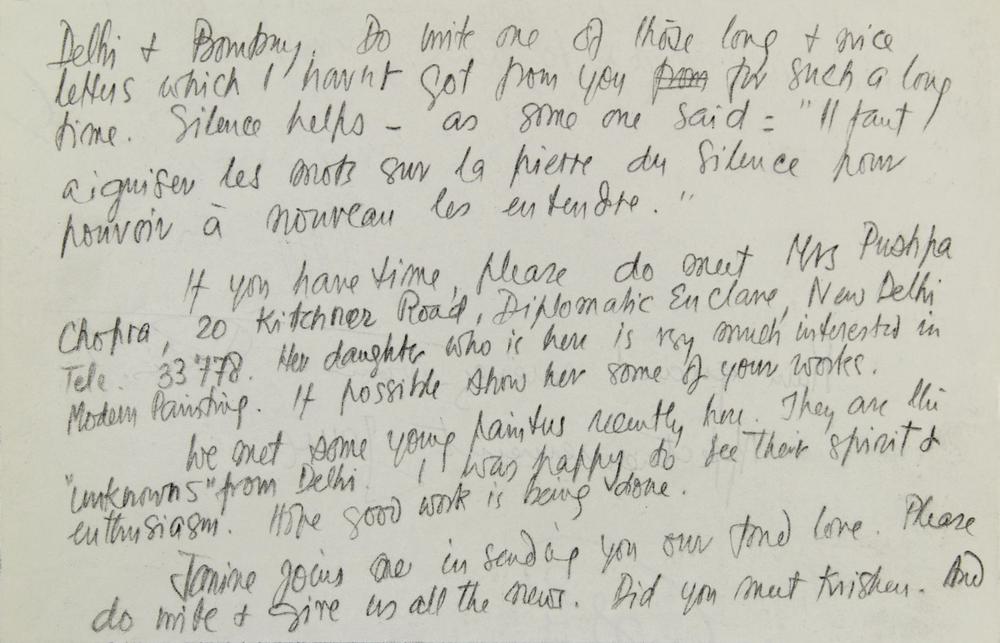 Delhi & Bombay. Do write one of those long & nice
letters which I havnt got from you from for such a long
time. Silence helps – as some one said = "Il faut
aiguiser les mots sur la pierre du silence pour
pouvoir à nouveau les entendre."
If you have time, please do meet Mrs Pushpa
Chopra, 20 Kitchner Road, Diplomatic Enclave, New Delhi
Tele. 33778. Her daughter who is here is very much interested in
Modern Painting. If possible show her some of your works.
We met some young painters recently here. They are the
"unknowns" from Delhi. I was happy to see their spirit &
enthusiasm. Hope good work is being done.
Janine joins me in sending you our fond love. Please
do write & give us all the news. Did you meet Krishen. And